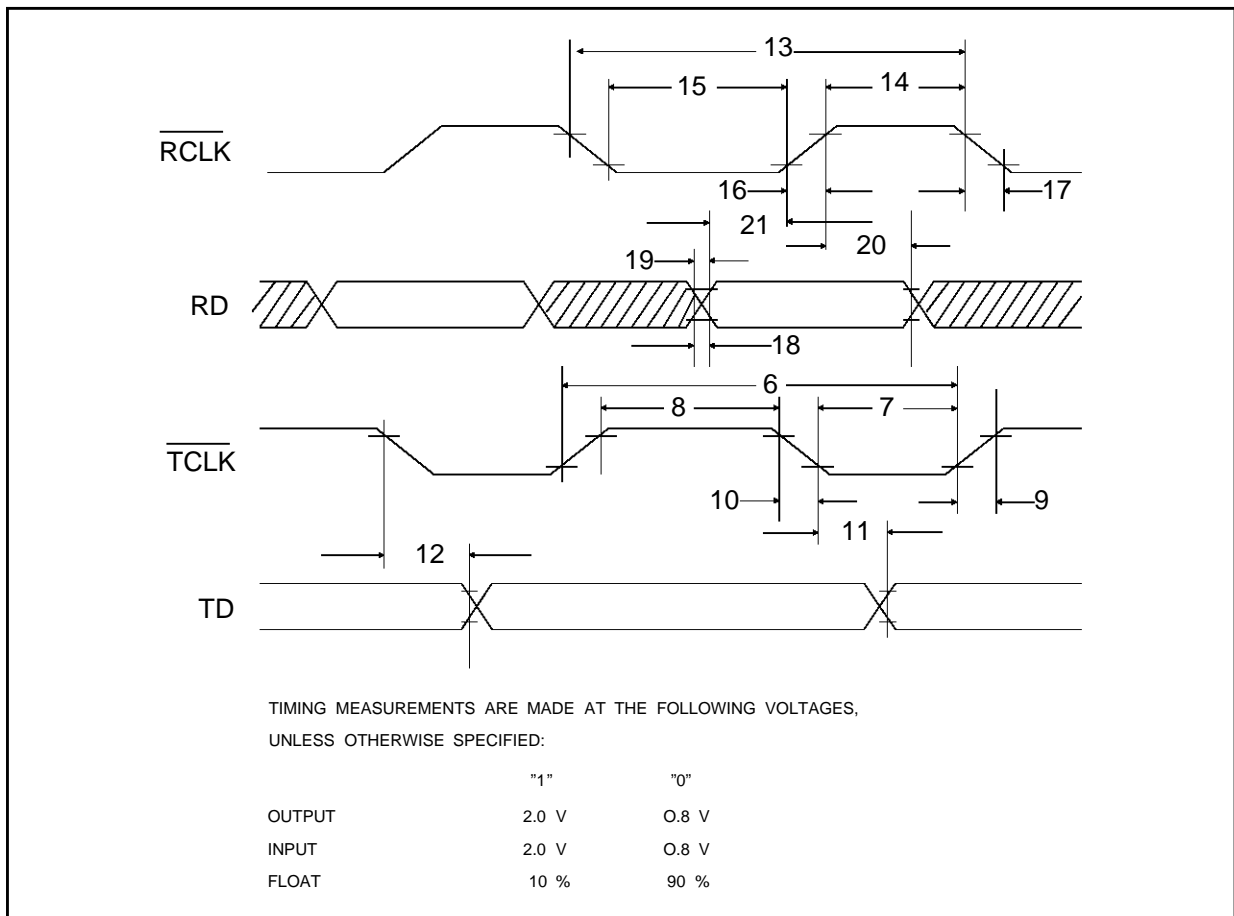 13
15
14
R̅C̅L̅K̅
16
17
21
20
19
RD
18
6
8
7
T̅C̅L̅K̅
10
9
11
12
TD
TIMING MEASUREMENTS ARE MADE AT THE FOLLOWING VOLTAGES,
UNLESS OTHERWISE SPECIFIED:
"1" "0"
OUTPUT 2.0 V O.8 V
INPUT 2.0 V O.8 V
FLOAT 10 % 90 %